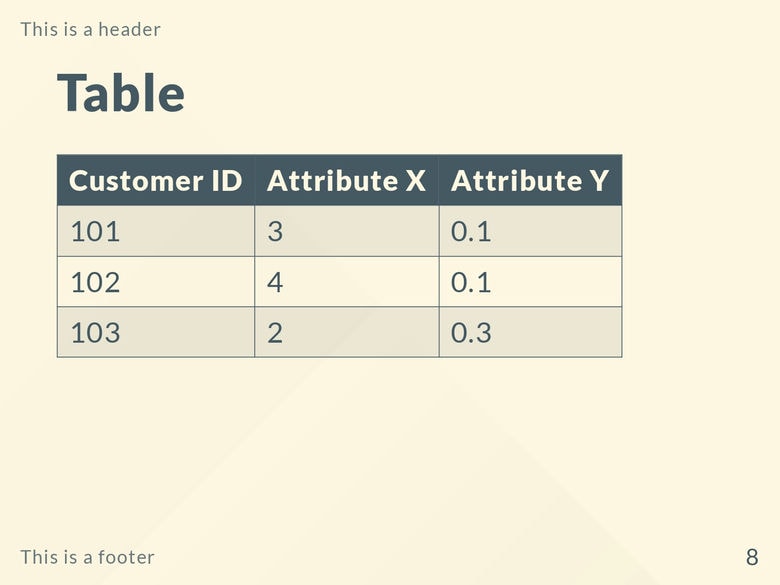 This is a header
Table
Customer ID Attribute X Attribute Y
101 3 0.1
102 4 0.1
103 2 0.3
This is a footer 8